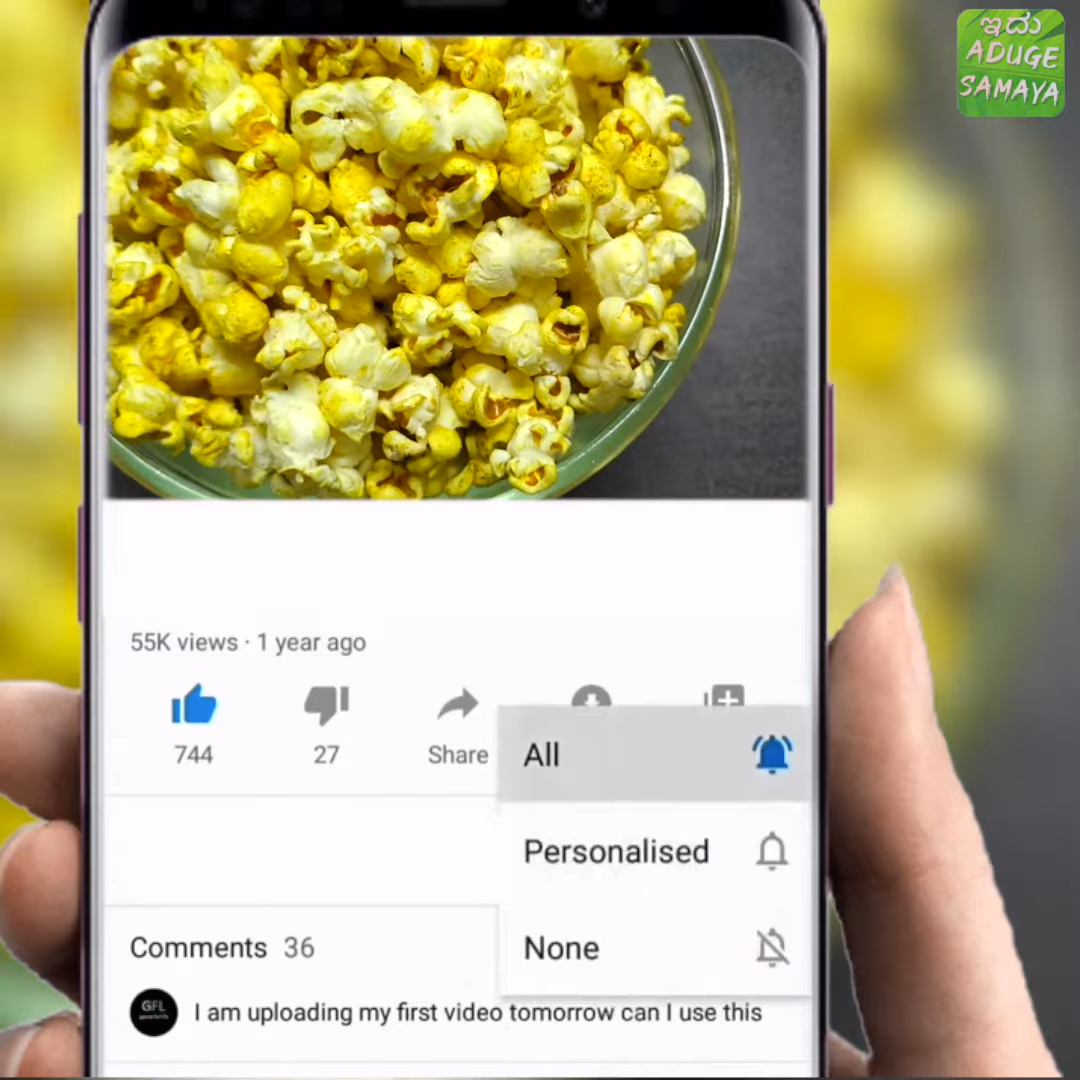 ಇದು
ADUGE
SAMAYA
55K views · 1 year ago
744
27
Share
All
Personalised
None
Comments 36
GFL
I am uploading my first video tomorrow can I use this